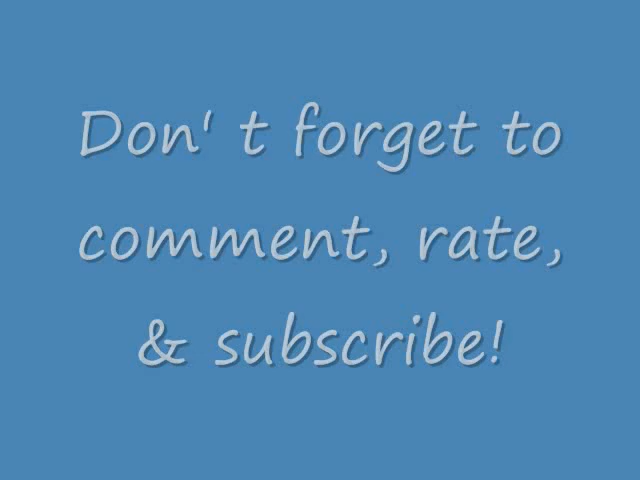 Don' t forget to
comment, rate,
& subscribe!